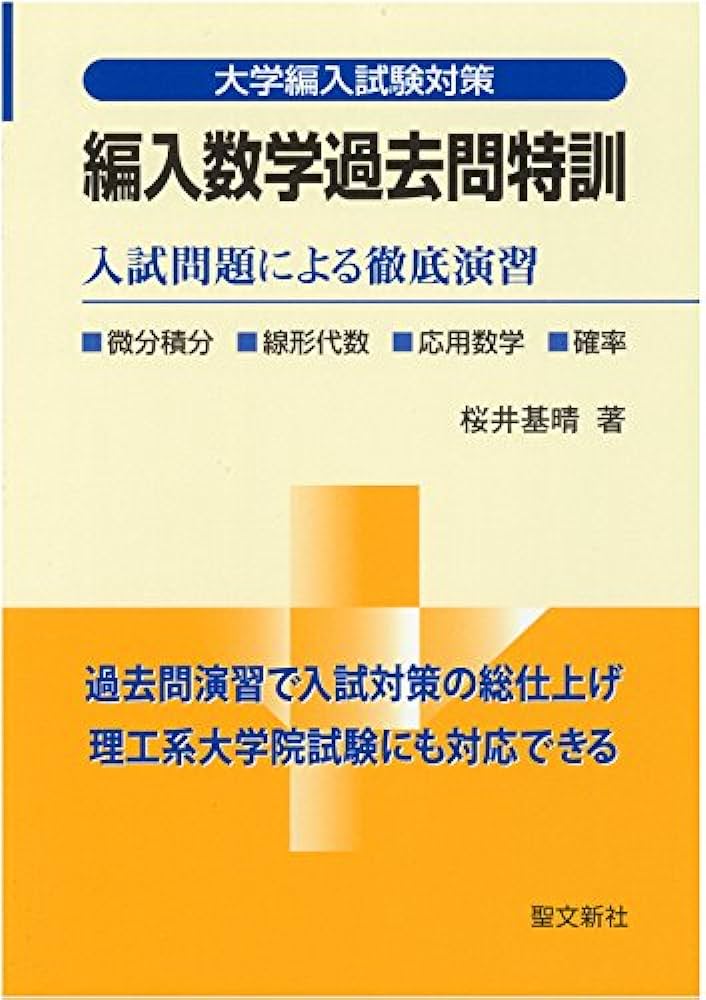 大学編入試験対策
編入数学過去問特訓
入試問題による徹底演習
■微分積分 ■線形代数 ■応用数学 ■確率
桜井基晴 著
過去問演習で入試対策の総仕上げ
理工系大学院試験にも対応できる
聖文新社